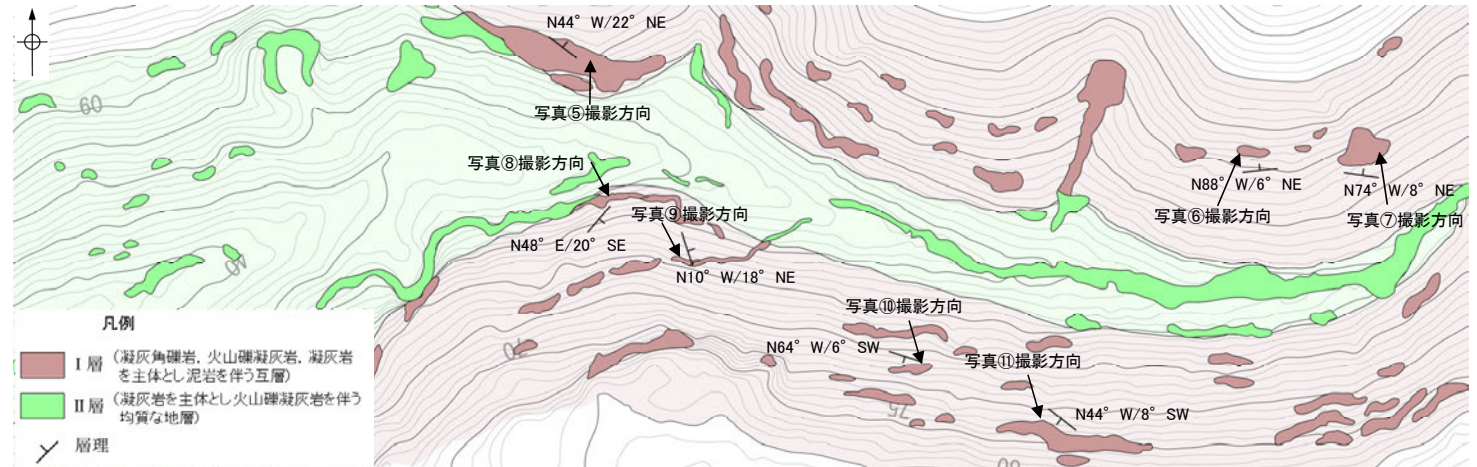 N44° W/22° NE
写真⑤撮影方向
60
写真⑧撮影方向
写真⑨撮影方向
N48° E/20° SE
N10° W/18° NE
N88° W/6° NE
N74° W/8° NE
写真⑥撮影方向
写真⑦撮影方向
40
写真⑩撮影方向
N64° W/6° SW
写真⑪撮影方向
N44° W/8° SW
70
75
80
凡例
Ⅰ層 (凝灰角礫岩，火山礫凝灰岩，凝灰岩
を主体とし泥岩を伴う互層)
Ⅱ層 (凝灰岩を主体とし火山礫凝灰岩を伴う
均質な地層)
層理